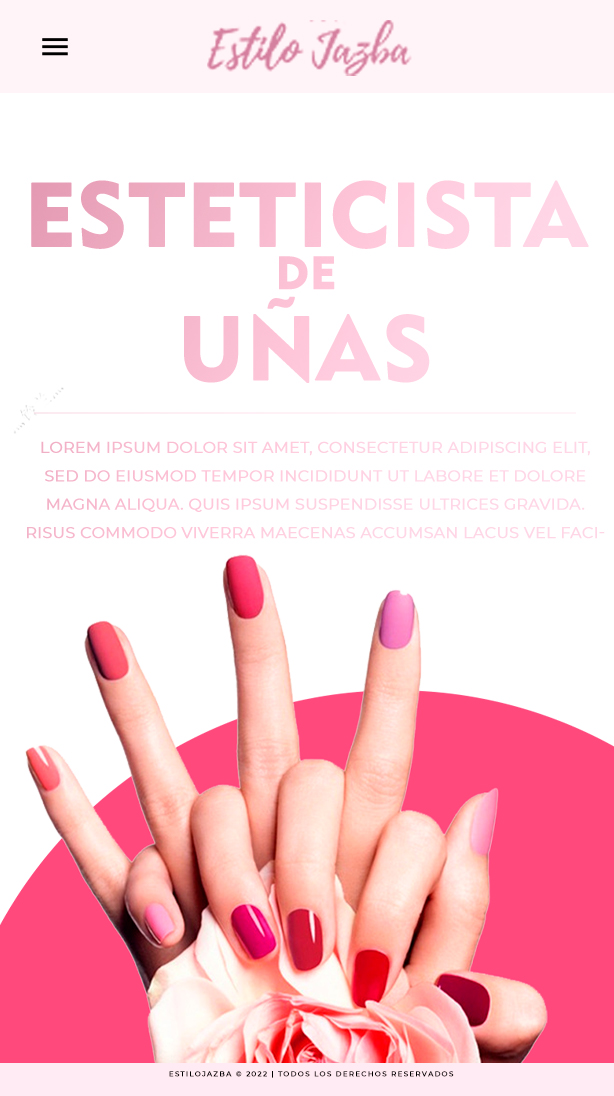 Estilo Jazba
ESTETICISTA
DE
UÑAS
LOREM IPSUM DOLOR SIT AMET, CONSECTETUR ADIPISCING ELIT,
SED DO EIUSMOD TEMPOR INCIDIDUNT UT LABORE ET DOLORE
MAGNA ALIQUA. QUIS IPSUM SUSPENDISSE ULTRICES GRAVIDA.
RISUS COMMODO VIVERRA MAECENAS ACCUMSAN LACUS VEL FACI-
ESTILOJAZBA © 2022 | TODOS LOS DERECHOS RESERVADOS